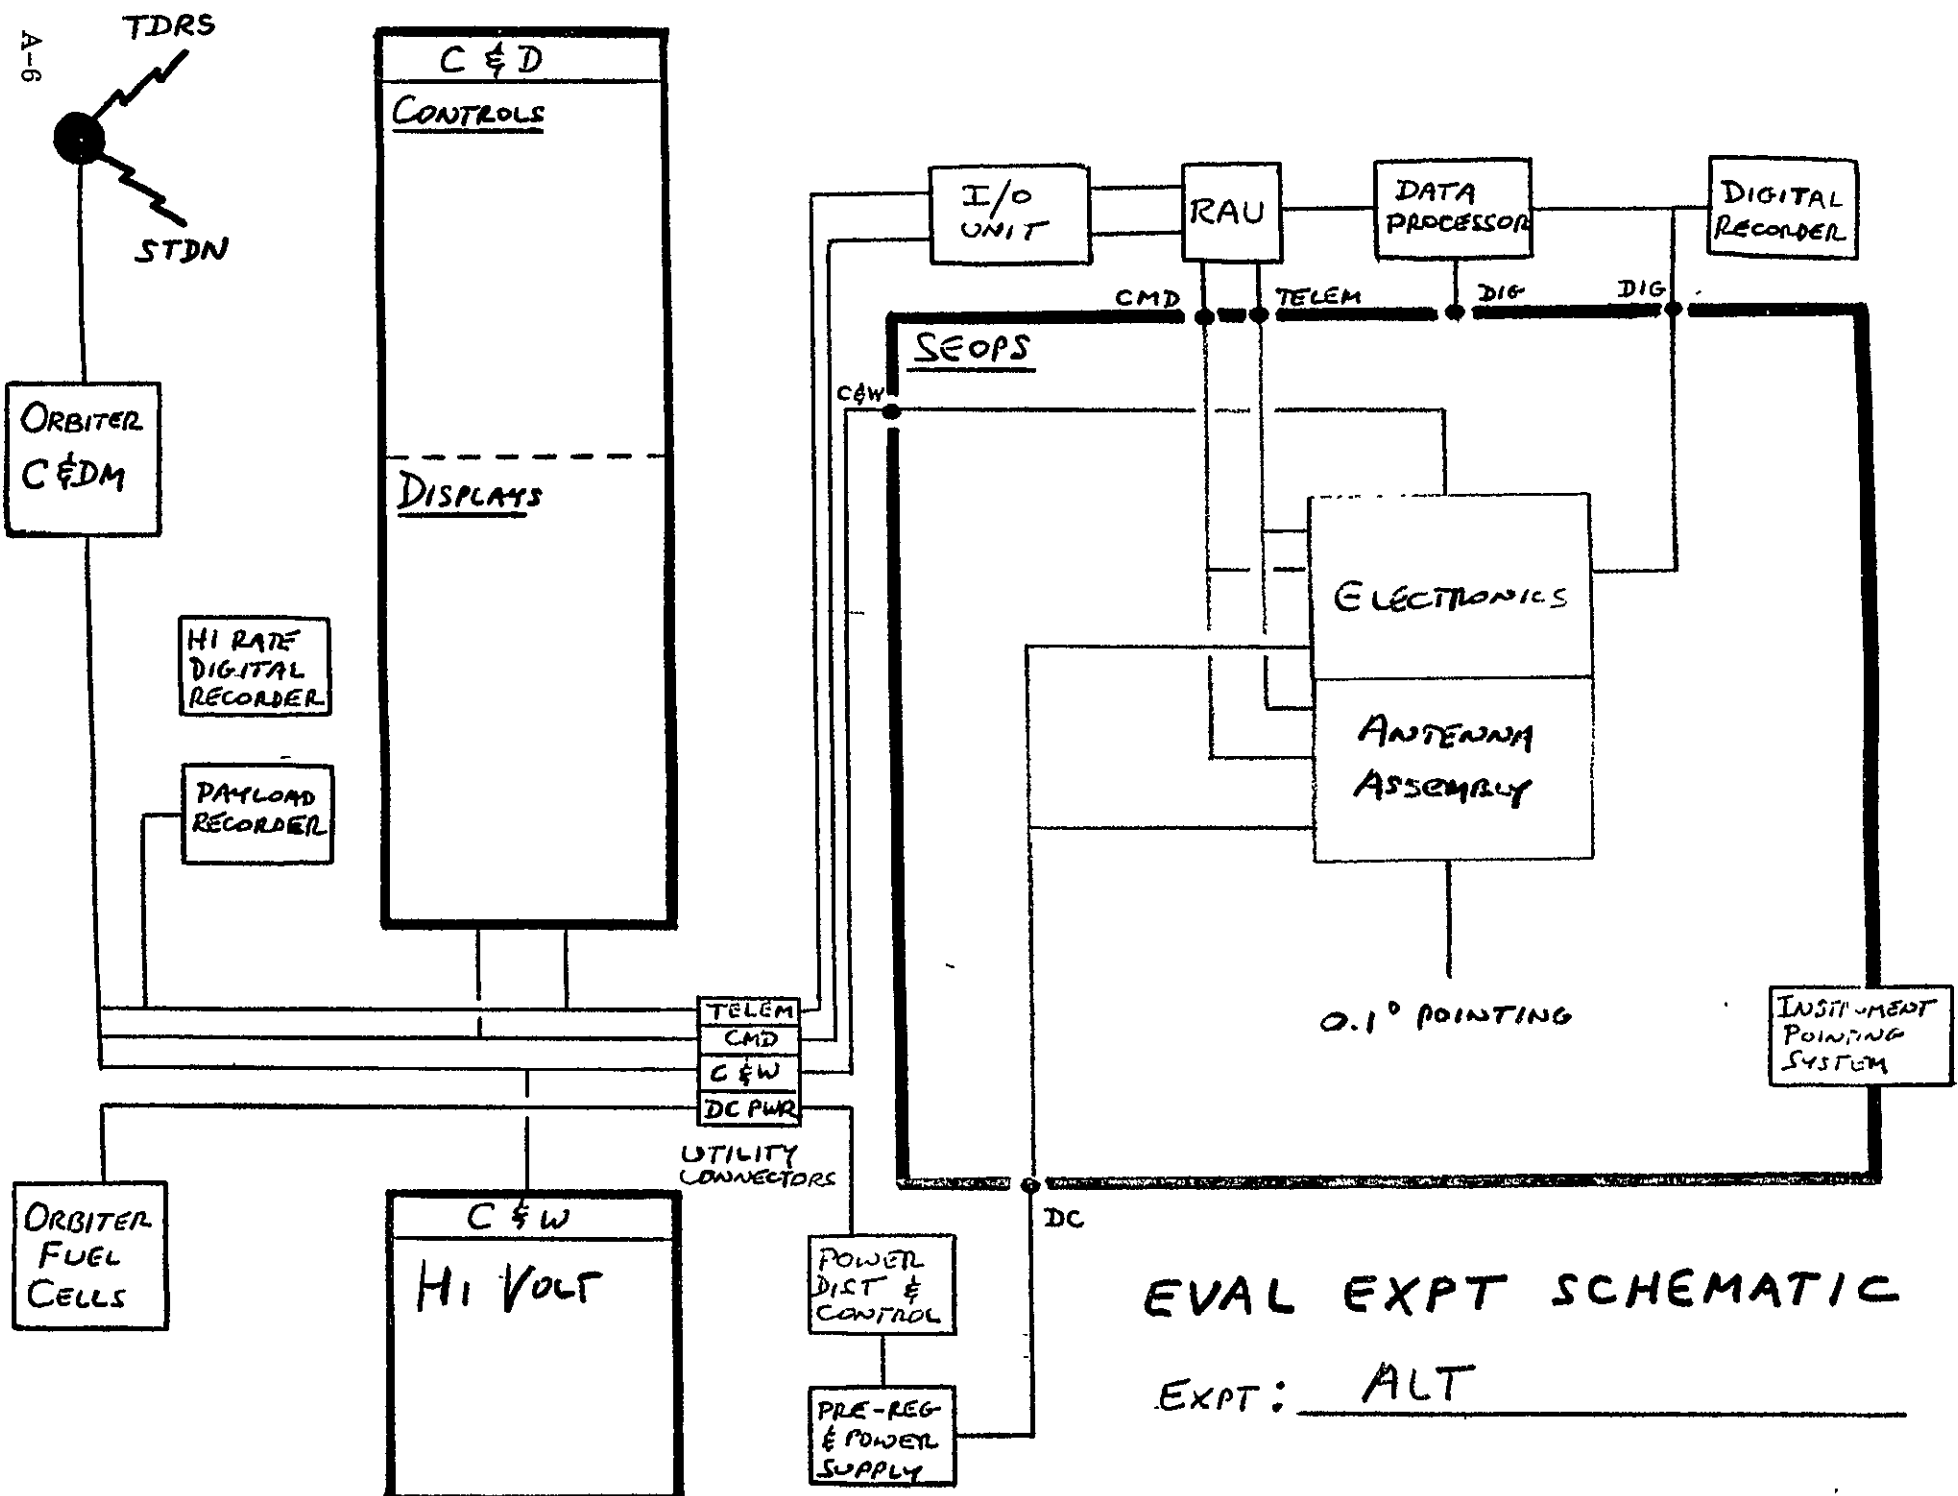 A-6
TDRS
STDN
C & D
CONTROLS
DISPLAYS
ORBITER
C & DM
HI RATE
DIGITAL
RECORDER
PAYLOAD
RECORDER
ORBITER
FUEL
CELLS
TELEM
CMD
C & W
DC PWR
UTILITY
CONNECTORS
C & W
HI VOLT
I/O
UNIT
RAU
DATA
PROCESSOR
DIGITAL
RECORDER
CMD
TELEM
DIG
DIG
SEOPS
C&W
ELECTRONICS
ANTENNA
ASSEMBLY
0.1° POINTING
INSTRUMENT
POINTING
SYSTEM
DC
POWER
DIST &
CONTROL
PRE-REG
& POWER
SUPPLY
EVAL EXPT SCHEMATIC
EXPT: ALT